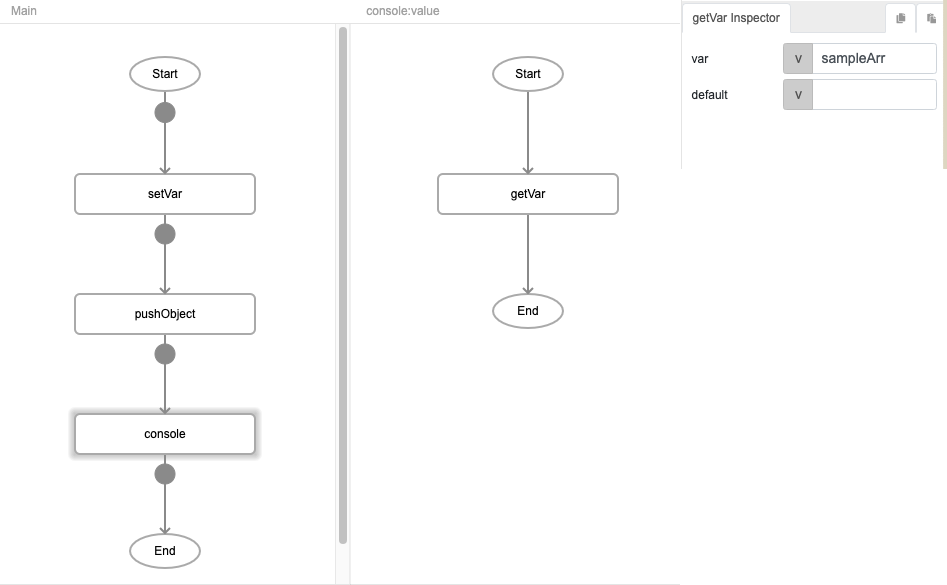 Main
Start
setVar
pushObject
console
End
console:value
Start
getVar
End
getVar Inspector
var
v
sampleArr
default
v